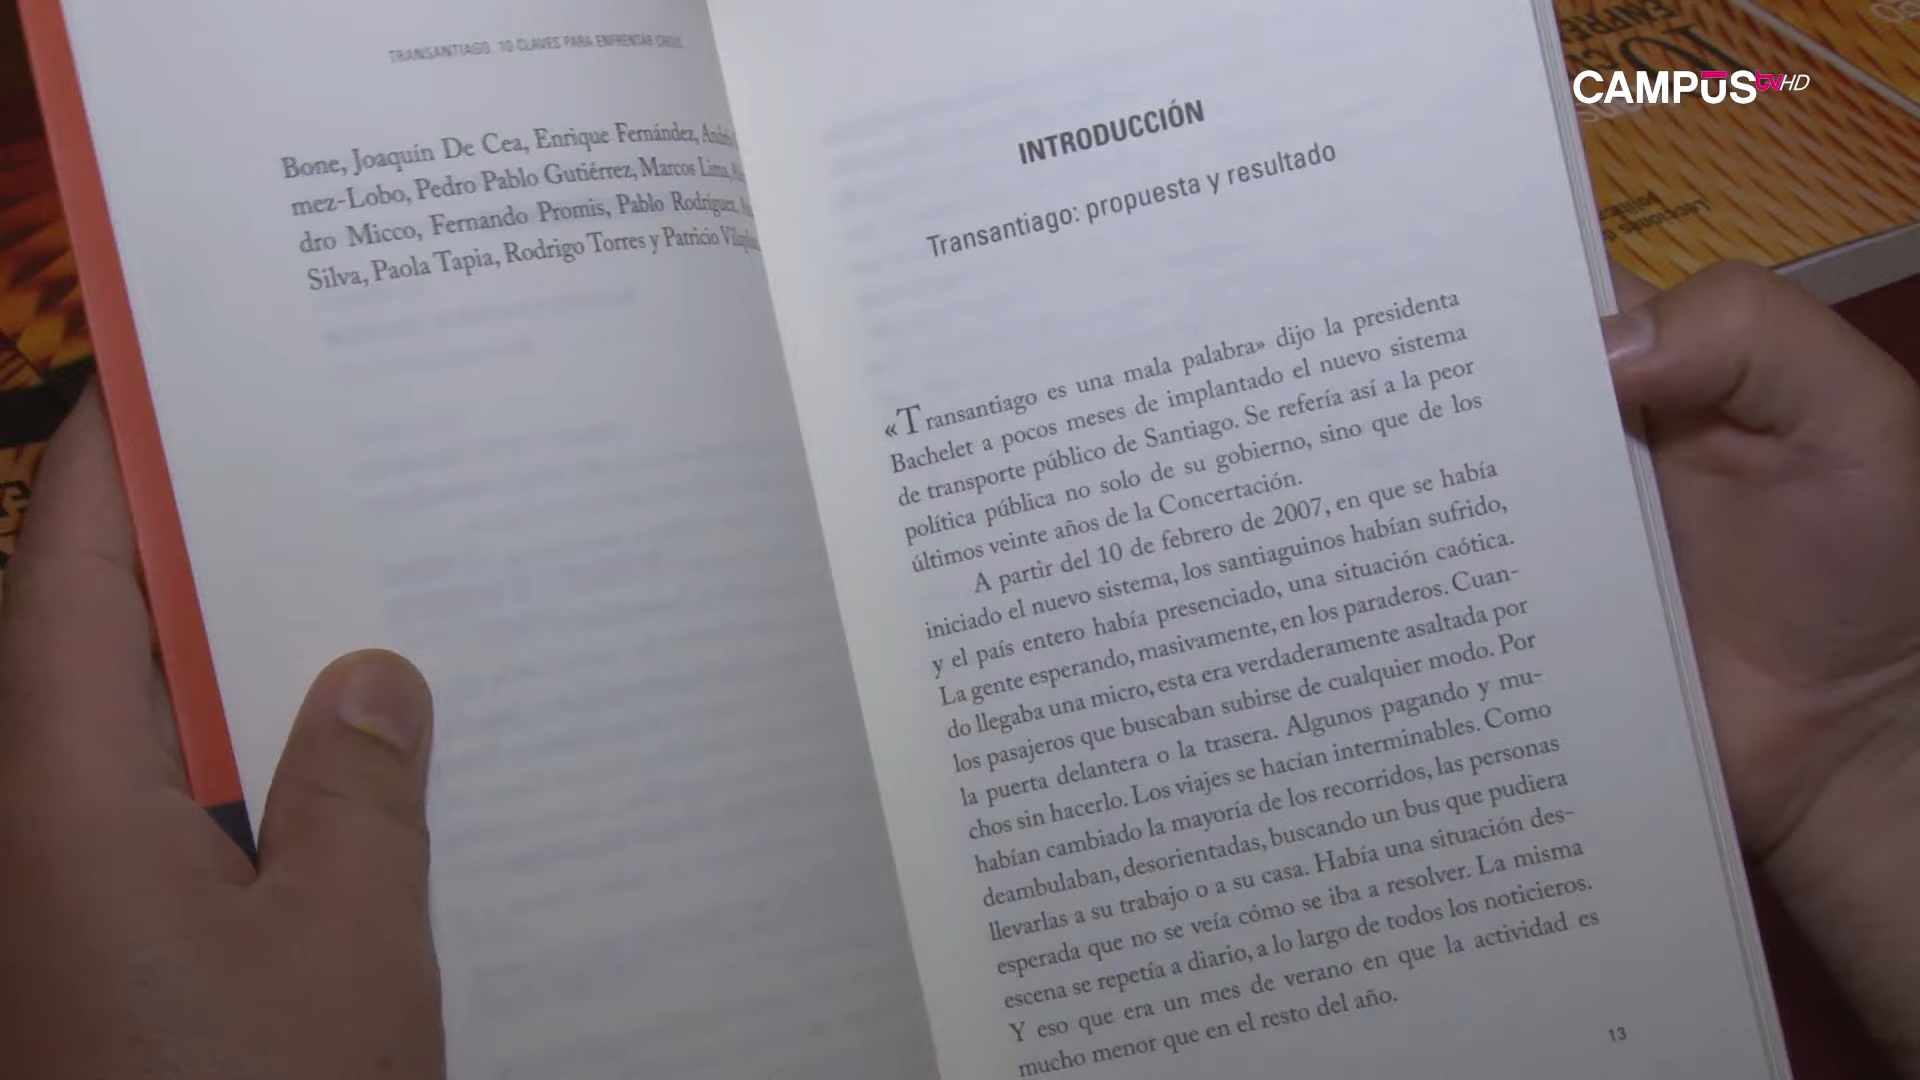 TRANSANTIAGO. 10 CLAVES PARA ENFRENTAR CRISIS
Bone, Joaquín De Cea, Enrique Fernández,
mez-Lobo, Pedro Pablo Gutiérrez, Marcos Lima,
dro Micco, Fernando Promis, Pablo Rodríguez,
Silva, Paola Tapia, Rodrigo Torres y Patricio
INTRODUCCIÓN
Transantiago: propuesta y resultado
«Transantiago es una mala palabra» dijo la presidenta
Bachelet a pocos meses de implantado el nuevo sistema
de transporte público de Santiago. Se refería así a la peor
política pública no solo de su gobierno, sino que de los
últimos veinte años de la Concertación.
A partir del 10 de febrero de 2007, en que se había
iniciado el nuevo sistema, los santiaguinos habían sufrido,
y el país entero había presenciado, una situación caótica.
La gente esperando, masivamente, en los paraderos. Cuan-
do llegaba una micro, esta era verdaderamente asaltada por
los pasajeros que buscaban subirse de cualquier modo. Por
la puerta delantera o la trasera. Algunos pagando y mu-
chos sin hacerlo. Los viajes se hacían interminables. Como
habían cambiado la mayoría de los recorridos, las personas
deambulaban, desorientadas, buscando un bus que pudiera
llevarlas a su trabajo o a su casa. Había una situación des-
esperada que no se veía cómo se iba a resolver. La misma
escena se repetía a diario, a lo largo de todos los noticieros.
Y eso que era un mes de verano en que la actividad es
mucho menor que en el resto del año.
13
CAMPUSTVHD
10
Lecciones